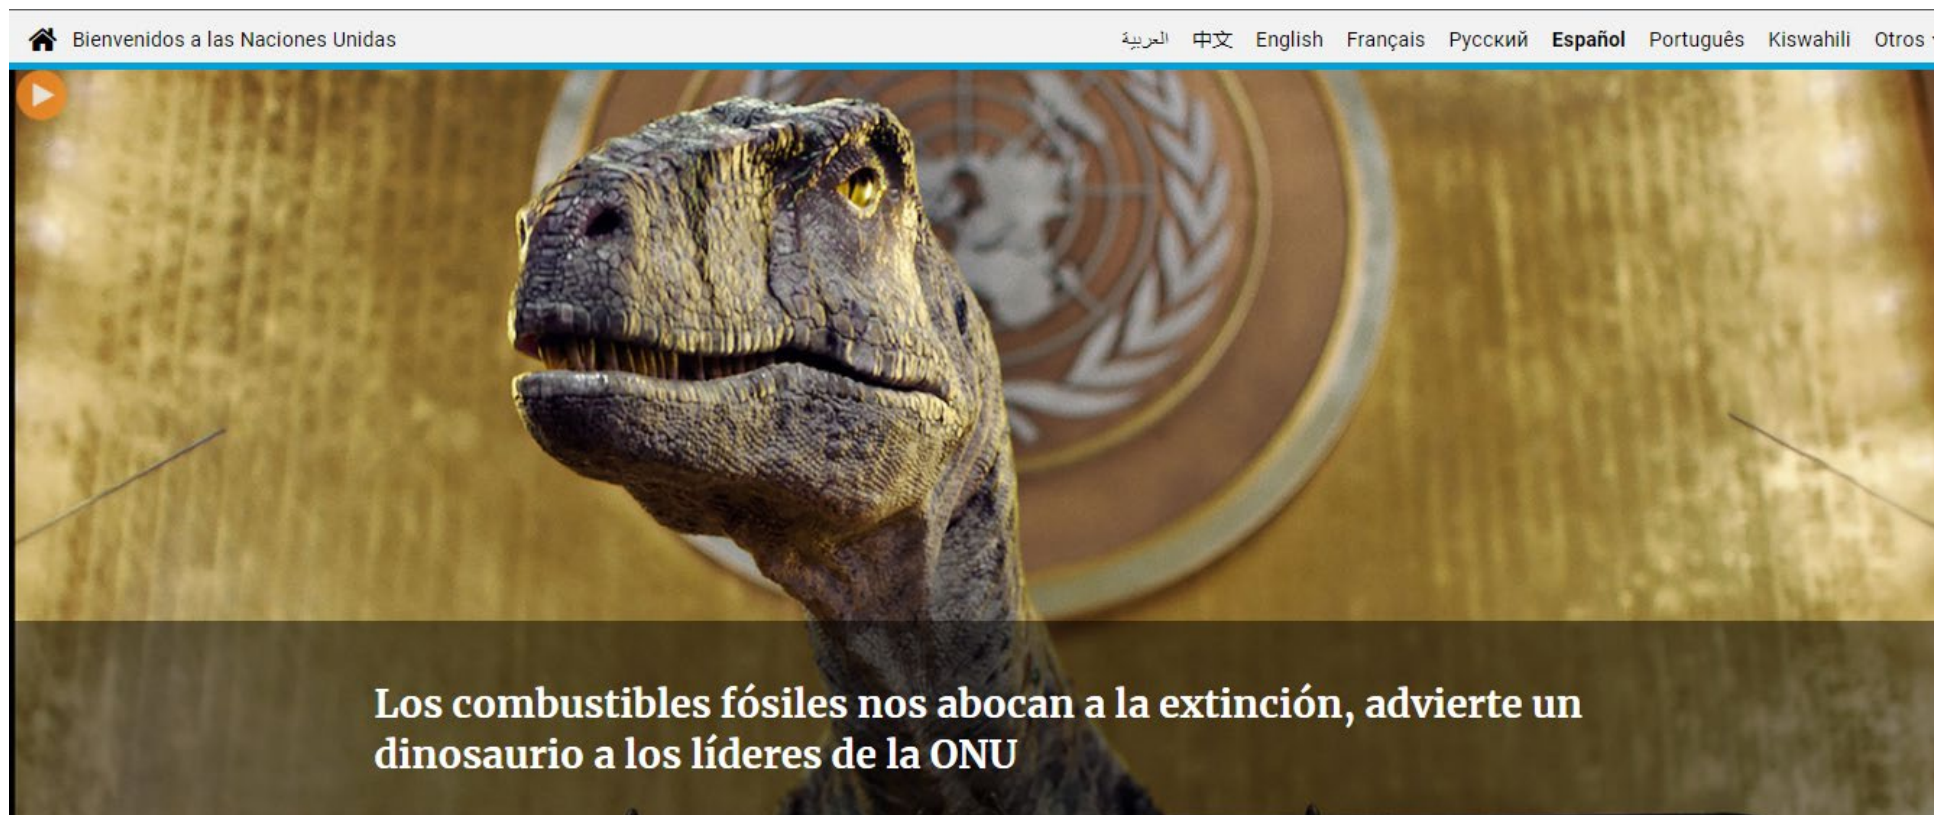 Bienvenidos a las Naciones Unidas
العربية 中文 English Français Русский Español Português Kiswahili Otros
Los combustibles fósiles nos abocan a la extinción, advierte un
dinosaurio a los líderes de la ONU